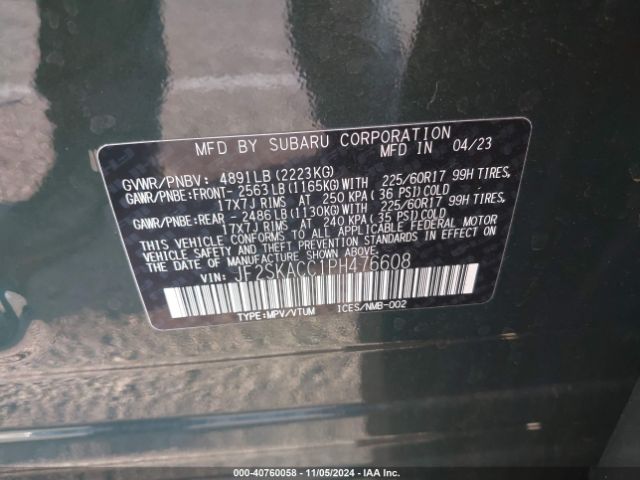 MFD BY SUBARU CORPORATION MFD IN 04/23
GVWR/PNBV: 4891LB (2223KG)
GAWR/PNBE:FRONT- 2563LB(1165KG)WITH 225/60R17 99H TIRES,
17X7J RIMS AT 250 KPA(36 PSI)COLD
GAWR/PNBE:REAR - 2486LB(1130KG)WITH 225/60R17 99H TIRES,
17X7J RIMS AT 240 KPA(35 PSI)COLD
THIS VEHICLE CONFORMS TO ALL APPLICABLE FEDERAL MOTOR
VEHICLE SAFETY AND THEFT PREVENTION STANDARDS IN EFFECT ON
THE DATE OF MANUFACTURE SHOWN ABOVE.
VIN: JF2SKACC1PH476608
TYPE:MPV/VTUM ICES/NMB-002
000-40760058 - 11/05/2024 - IAA Inc.